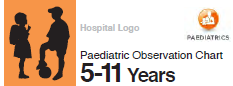 Hospital Logo
PAEDIATRICS
Paediatric Observation Chart
5-11 Years